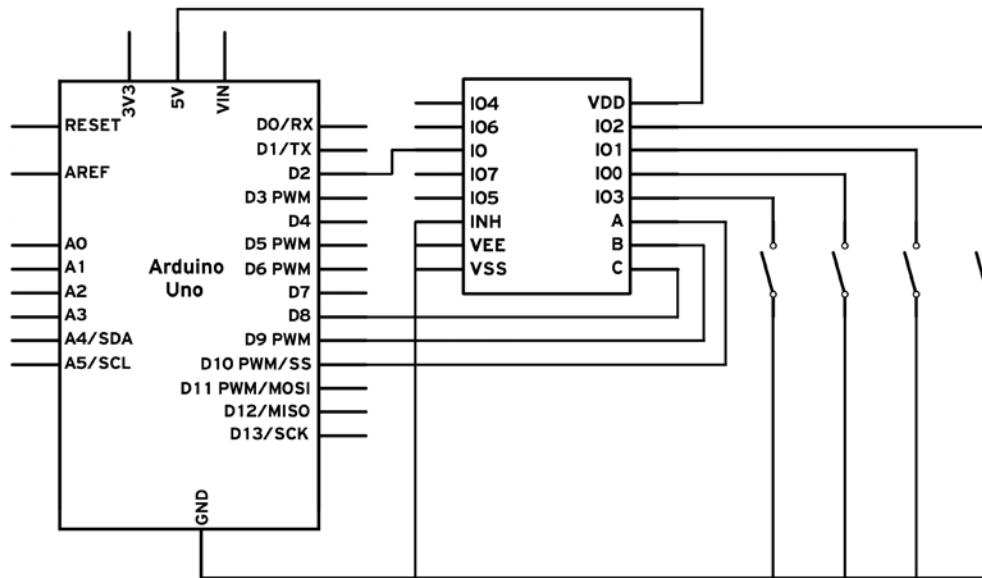 3V3
5V
VIN
RESET
AREF
A0
A1
A2
A3
A4/SDA
A5/SCL
Arduino
Uno
D0/RX
D1/TX
D2
D3 PWM
D4
D5 PWM
D6 PWM
D7
D8
D9 PWM
D10 PWM/SS
D11 PWM/MOSI
D12/MISO
D13/SCK
GND
IO4
IO6
IO
IO7
IO5
INH
VEE
VSS
VDD
IO2
IO1
IO0
IO3
A
B
C